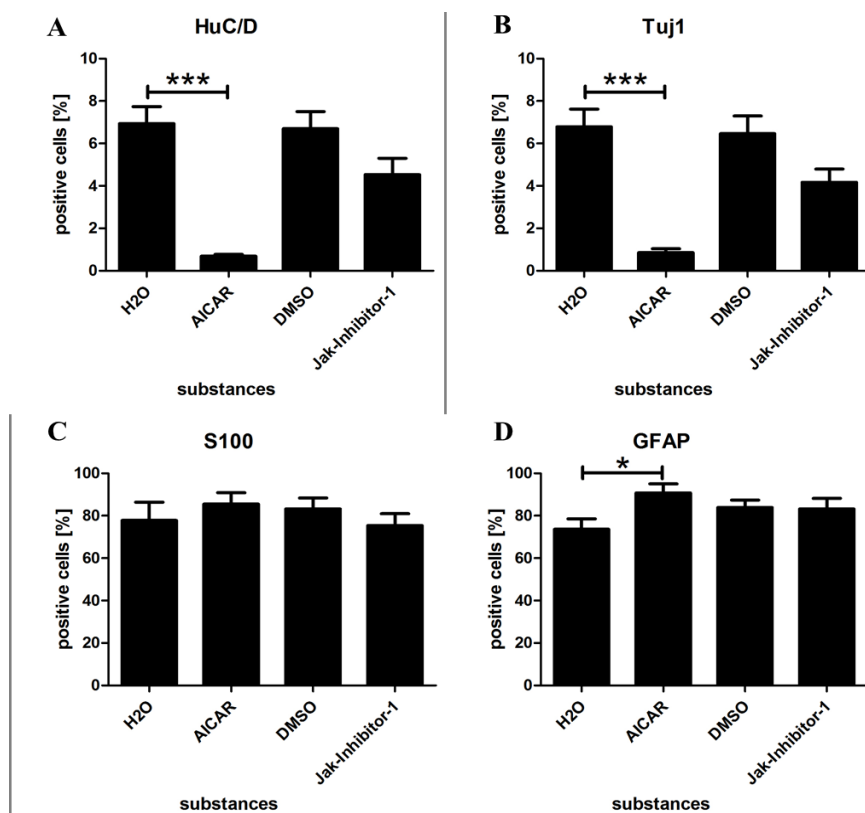 A
HuC/D
positive cells [%]
10
8
6
4
2
0
***
H2O
AICAR
DMSO
Jak-Inhibitor-1
substances
B
Tuj1
positive cells [%]
10
8
6
4
2
0
***
H2O
AICAR
DMSO
Jak-Inhibitor-1
substances
C
S100
positive cells [%]
100
80
60
40
20
0
H2O
AICAR
DMSO
Jak-Inhibitor-1
substances
D
GFAP
positive cells [%]
100
80
60
40
20
0
*
H2O
AICAR
DMSO
Jak-Inhibitor-1
substances